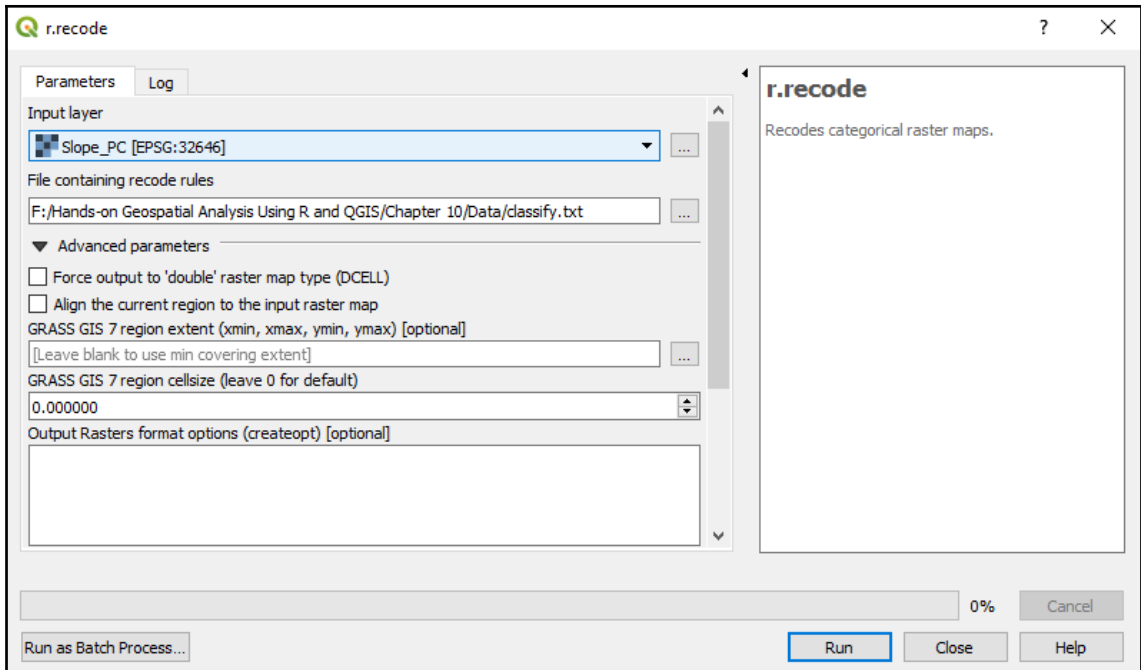 r.recode
?
Parameters
Log
Input layer
Slope_PC [EPSG:32646]
...
File containing recode rules
F:/Hands-on Geospatial Analysis Using R and QGIS/Chapter 10/Data/classify.txt
...
Advanced parameters
Force output to 'double' raster map type (DCELL)
Align the current region to the input raster map
GRASS GIS 7 region extent (xmin, xmax, ymin, ymax) [optional]
[Leave blank to use min covering extent]
...
GRASS GIS 7 region cellsize (leave 0 for default)
0.000000
Output Rasters format options (createopt) [optional]
r.recode
Recodes categorical raster maps.
0%
Cancel
Run as Batch Process...
Run
Close
Help